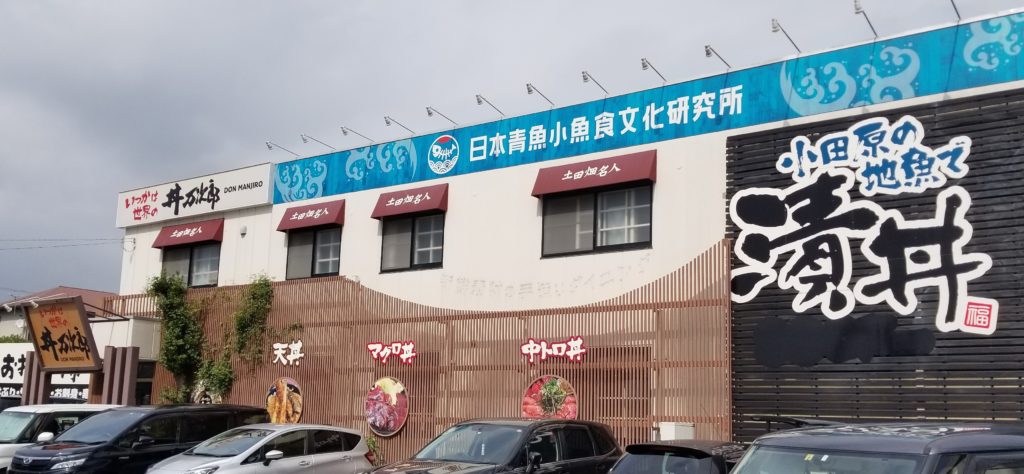 日本青魚小魚食文化研究所
いつかは
世界の
丼万次郎
DON MANJIRO
土田畑名人
土田畑名人
土田畑名人
土田畑名人
小田原の
地魚で
漬丼
福
いつかは
世界の
丼万次郎
DON MANJIRO
天丼
マグロ丼
中トロ丼